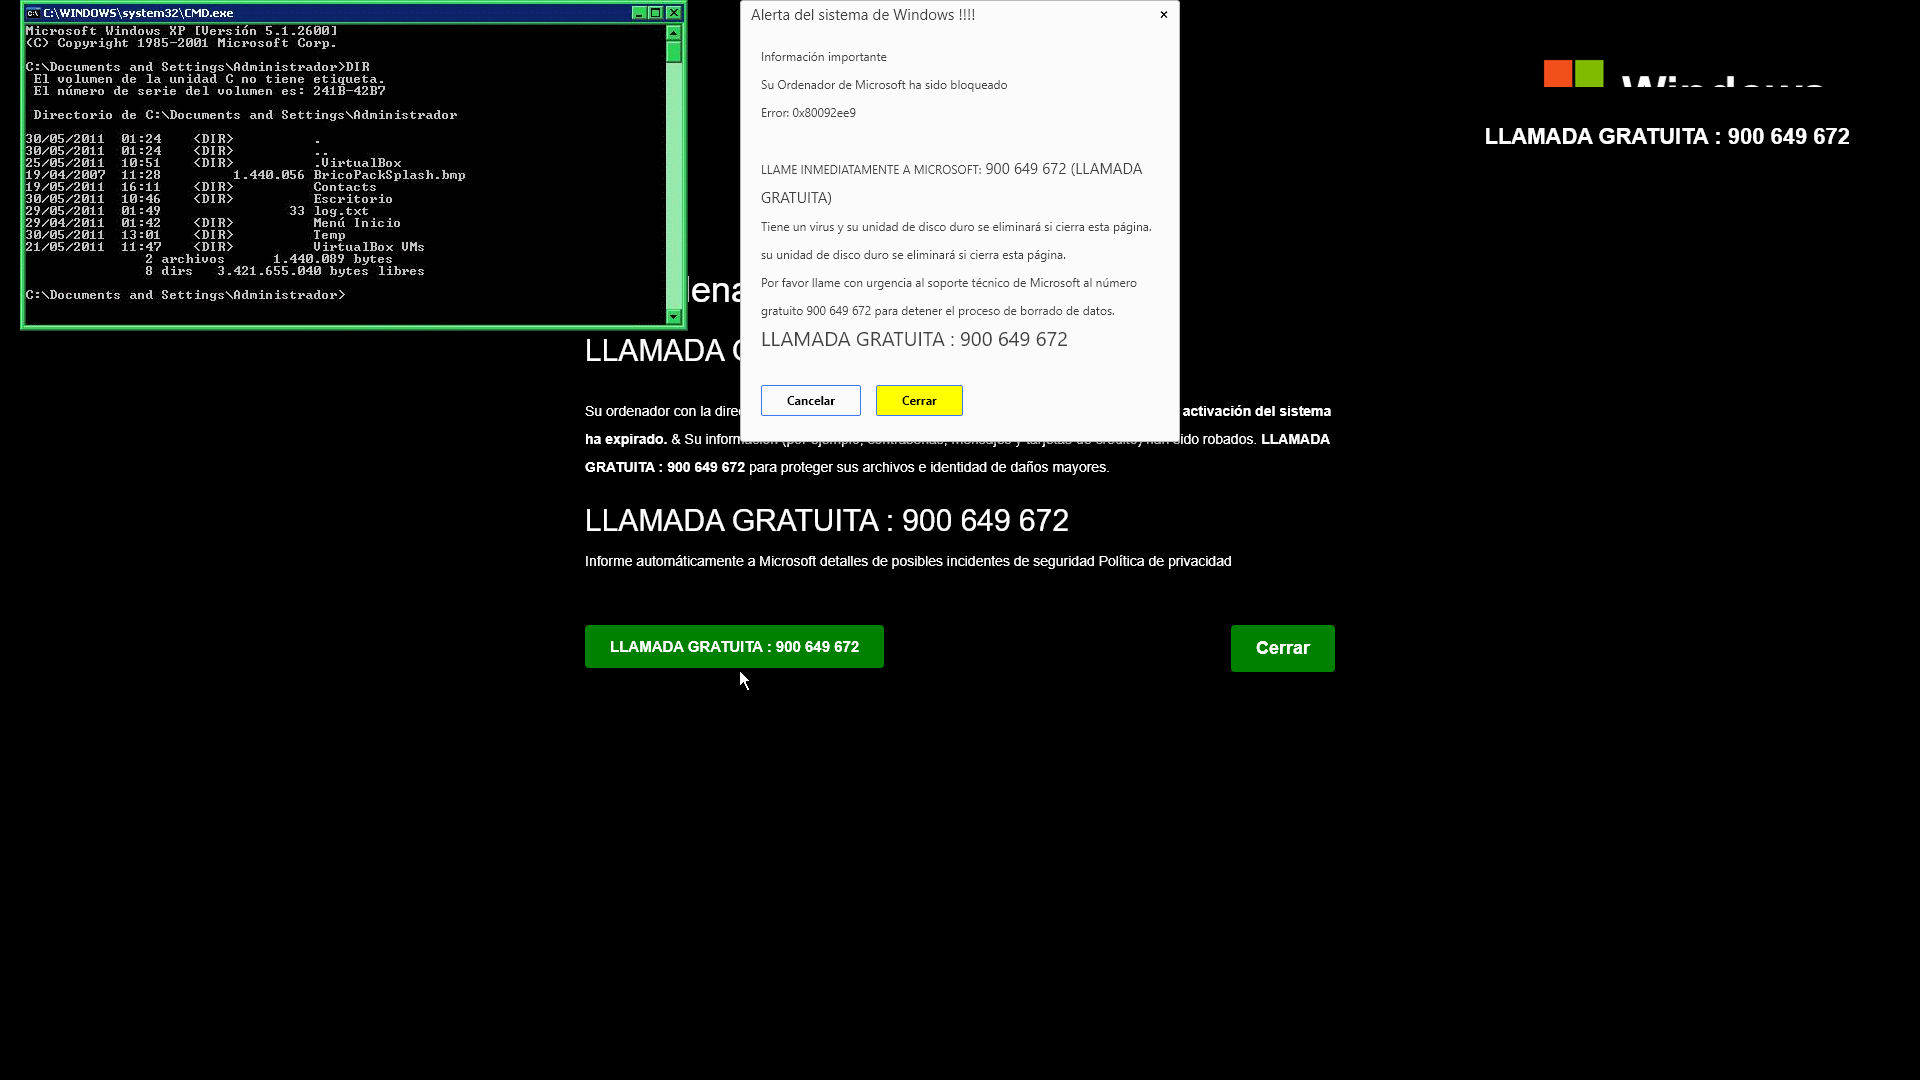 C:\WINDOWS\system32\CMD.exe
Microsoft Windows XP [Versión 5.1.2600]
(C) Copyright 1985-2001 Microsoft Corp.
C:\Documents and Settings\Administrador>DIR
El volumen de la unidad C no tiene etiqueta.
El número de serie del volumen es: 241B-42B7
Directorio de C:\Documents and Settings\Administrador
30/05/2011 01:24 <DIR> .
30/05/2011 01:24 <DIR> ..
25/05/2011 10:51 <DIR> .VirtualBox
19/04/2007 11:28 1.440.056 BricoPackSplash.bmp
19/05/2011 16:11 <DIR> Contacts
30/05/2011 10:46 <DIR> Escritorio
29/05/2011 01:49 33 log.txt
29/04/2011 01:42 <DIR> Menú Inicio
30/05/2011 13:01 <DIR> Temp
21/05/2011 11:47 <DIR> VirtualBox VMs
2 archivos 1.440.089 bytes
8 dirs 3.421.655.040 bytes libres
C:\Documents and Settings\Administrador>
Alerta del sistema de Windows !!!!
×
Información importante
Su Ordenador de Microsoft ha sido bloqueado
Error: 0x80092ee9
LLAME INMEDIATAMENTE A MICROSOFT: 900 649 672 (LLAMADA
GRATUITA)
Tiene un virus y su unidad de disco duro se eliminará si cierra esta página.
su unidad de disco duro se eliminará si cierra esta página.
Por favor llame con urgencia al soporte técnico de Microsoft al número
gratuito 900 649 672 para detener el proceso de borrado de datos.
LLAMADA GRATUITA : 900 649 672
Cancelar
Cerrar
Windows
LLAMADA GRATUITA : 900 649 672
LLAMADA
Su ordenador con la activación del sistema
ha expirado. & Su sido robados. LLAMADA
GRATUITA : 900 649 672 para proteger sus archivos e identidad de daños mayores.
LLAMADA GRATUITA : 900 649 672
Informe automáticamente a Microsoft detalles de posibles incidentes de seguridad Política de privacidad
LLAMADA GRATUITA : 900 649 672
Cerrar